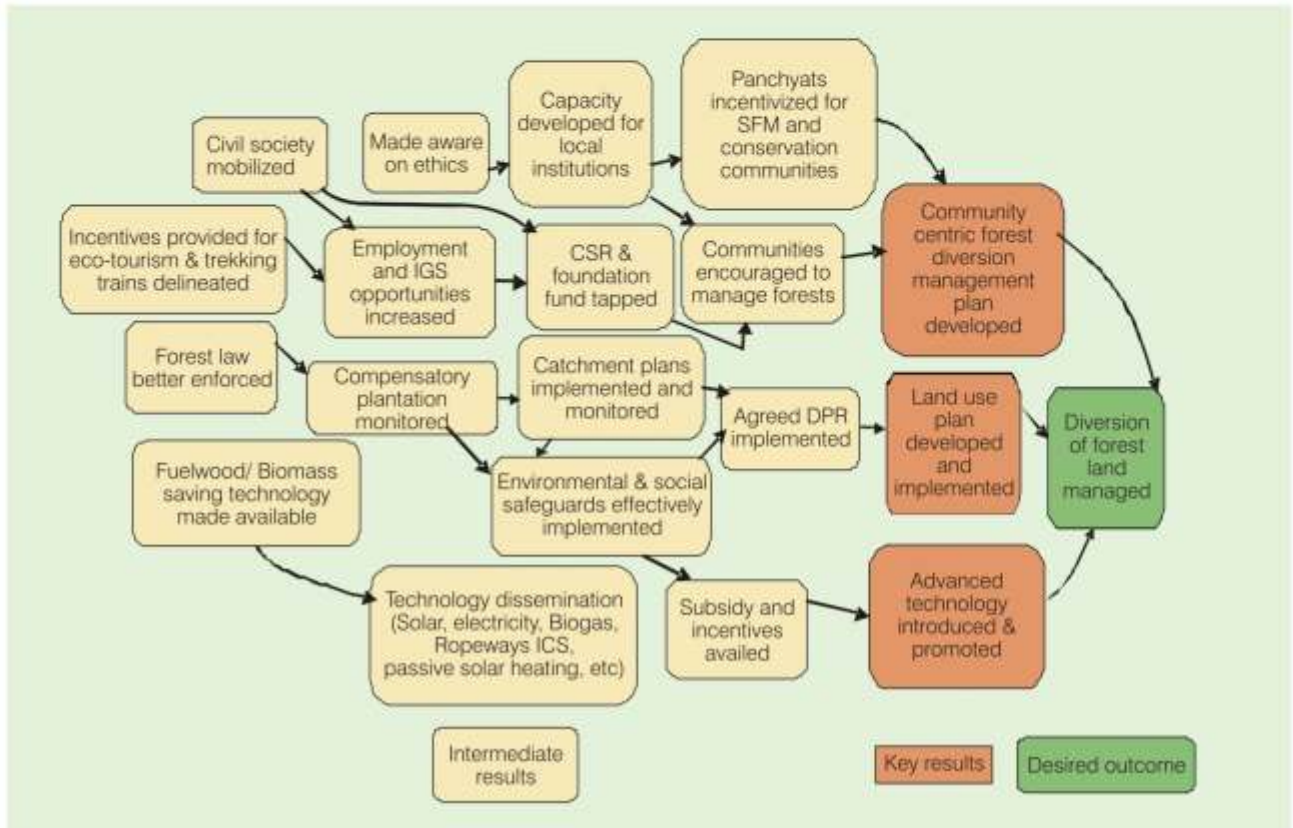 Civil society
mobilized
Made aware
on ethics
Capacity
developed for
local
institutions
Panchyats
incentivized for
SFM and
conservation
communities
Incentives provided for
eco-tourism & trekking
trains delineated
Employment
and IGS
opportunities
increased
CSR &
foundation
fund tapped
Communities
encouraged to
manage forests
Community
centric forest
diversion
management
plan
developed
Forest law
better enforced
Compensatory
plantation
monitored
Catchment plans
implemented and
monitored
Agreed DPR
implemented
Land use
plan
developed
and
implemented
Diversion
of forest
land
managed
Fuelwood/ Biomass
saving technology
made available
Environmental & social
safeguards effectively
implemented
Technology dissemination
(Solar, electricity, Biogas,
Ropeways ICS,
passive solar heating, etc)
Subsidy and
incentives
availed
Advanced
technology
introduced &
promoted
Intermediate
results
Key results
Desired outcome